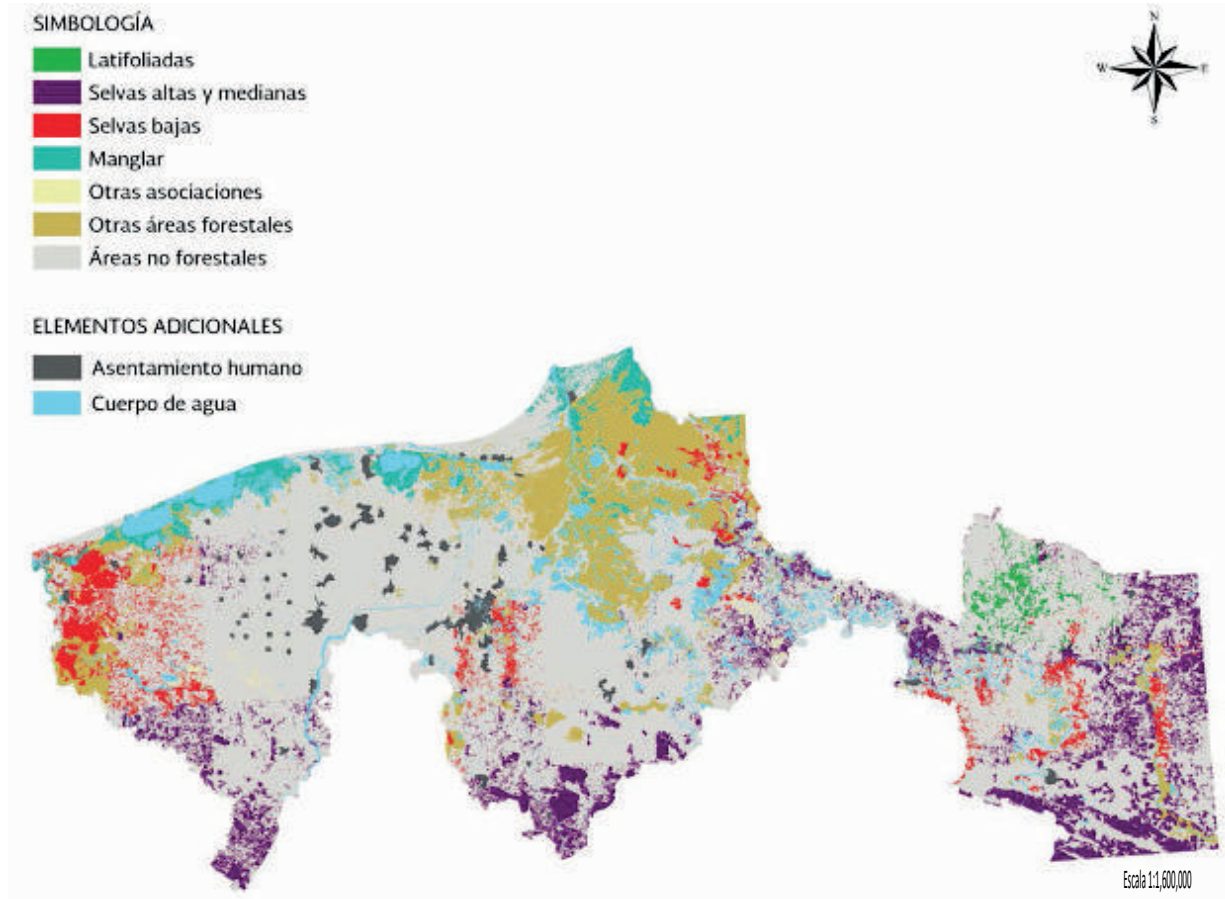 SIMBOLOGÍA
Latifoliadas
Selvas altas y medianas
Selvas bajas
Manglar
Otras asociaciones
Otras áreas forestales
Áreas no forestales
ELEMENTOS ADICIONALES
Asentamiento humano
Cuerpo de agua
N
W
E
S
Escala 1:1,600,000